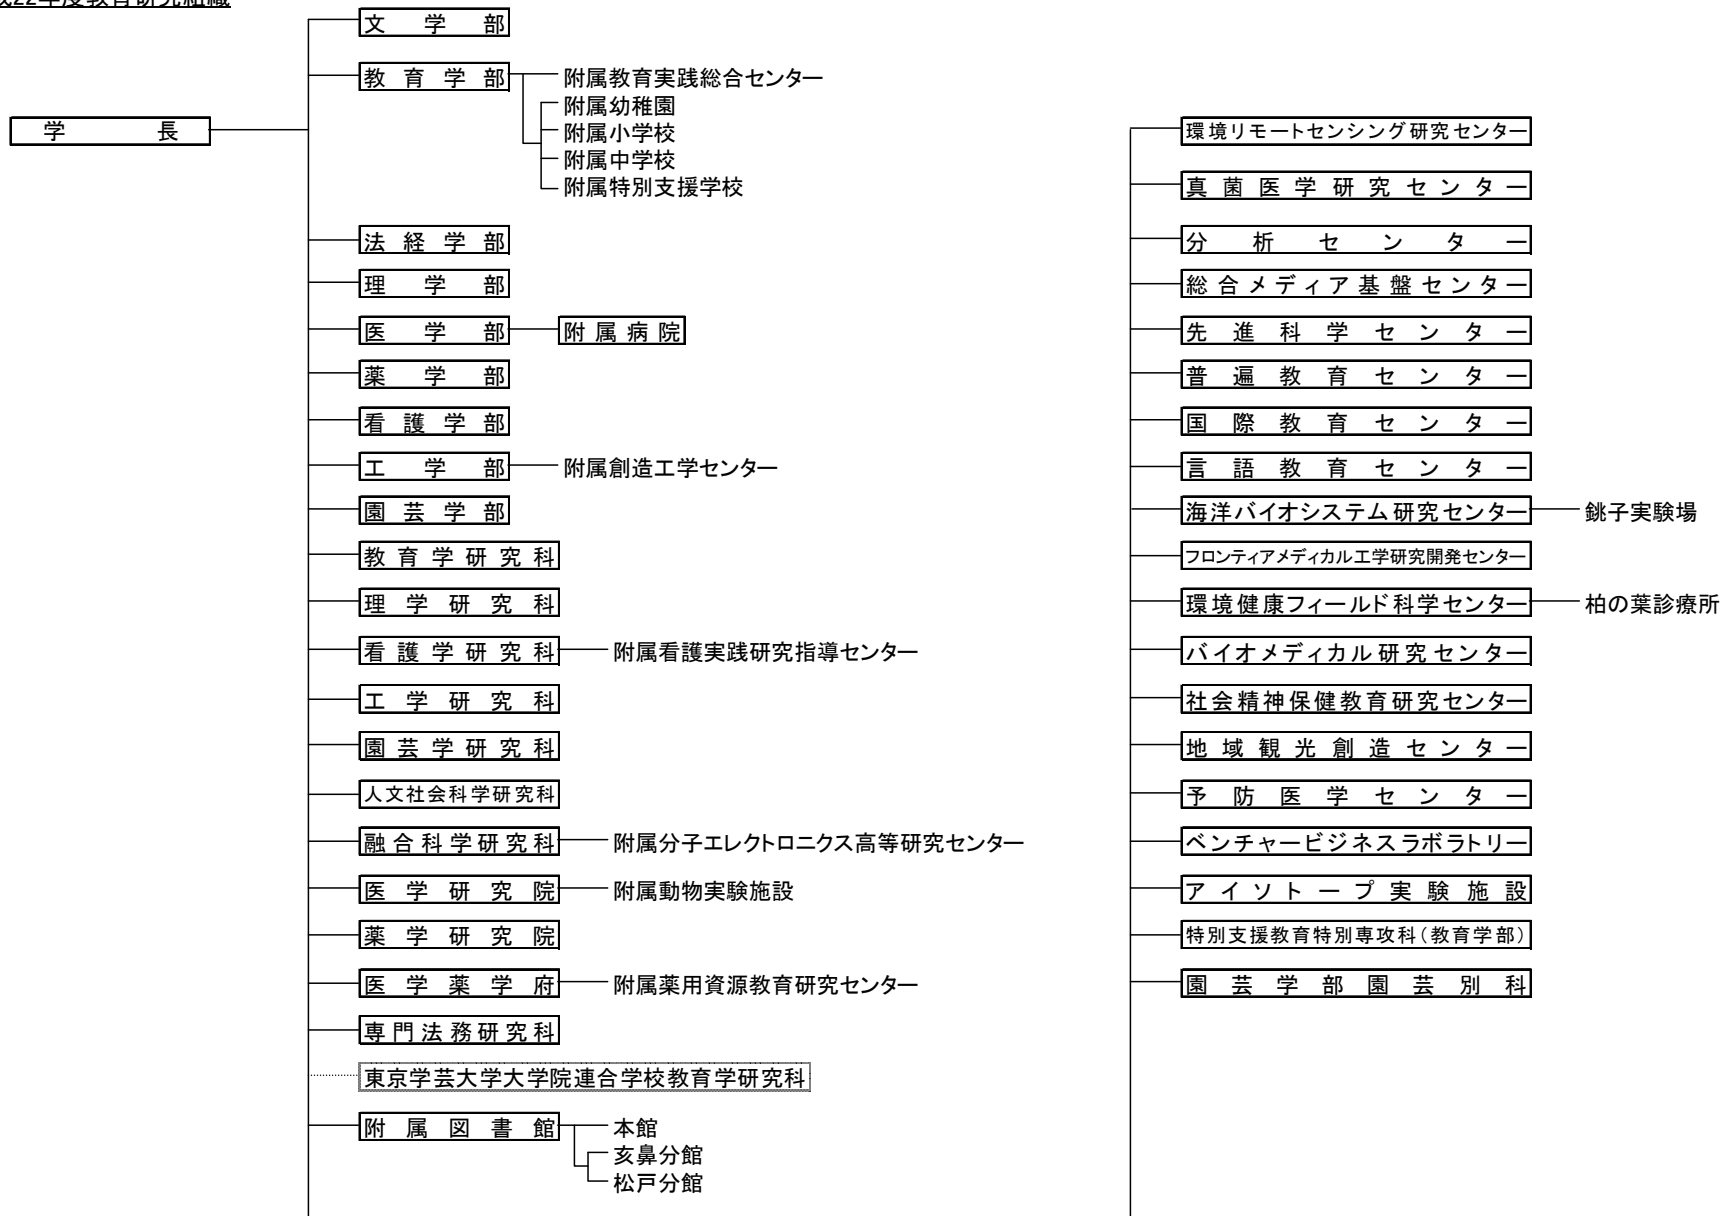 22年度教育研究組織
学長
文学部
教育学部
附属教育実践総合センター
附属幼稚園
附属小学校
附属中学校
附属特別支援学校
法経学部
理学部
医学部
附属病院
薬学部
看護学部
工学部
附属創造工学センター
園芸学部
教育学研究科
理学研究科
看護学研究科
附属看護実践研究指導センター
工学研究科
園芸学研究科
人文社会科学研究科
融合科学研究科
附属分子エレクトロニクス高等研究センター
医学研究院
附属動物実験施設
薬学研究院
医学薬学府
附属薬用資源教育研究センター
専門法務研究科
東京学芸大学大学院連合学校教育学研究科
附属図書館
本館
亥鼻分館
松戸分館
環境リモートセンシング研究センター
真菌医学研究センター
分析センター
総合メディア基盤センター
先進科学センター
普遍教育センター
国際教育センター
言語教育センター
海洋バイオシステム研究センター
銚子実験場
フロンティアメディカル工学研究開発センター
環境健康フィールド科学センター
柏の葉診療所
バイオメディカル研究センター
社会精神保健教育研究センター
地域観光創造センター
予防医学センター
ベンチャービジネスラボラトリー
アイソトープ実験施設
特別支援教育特別専攻科(教育学部)
園芸学部園芸別科